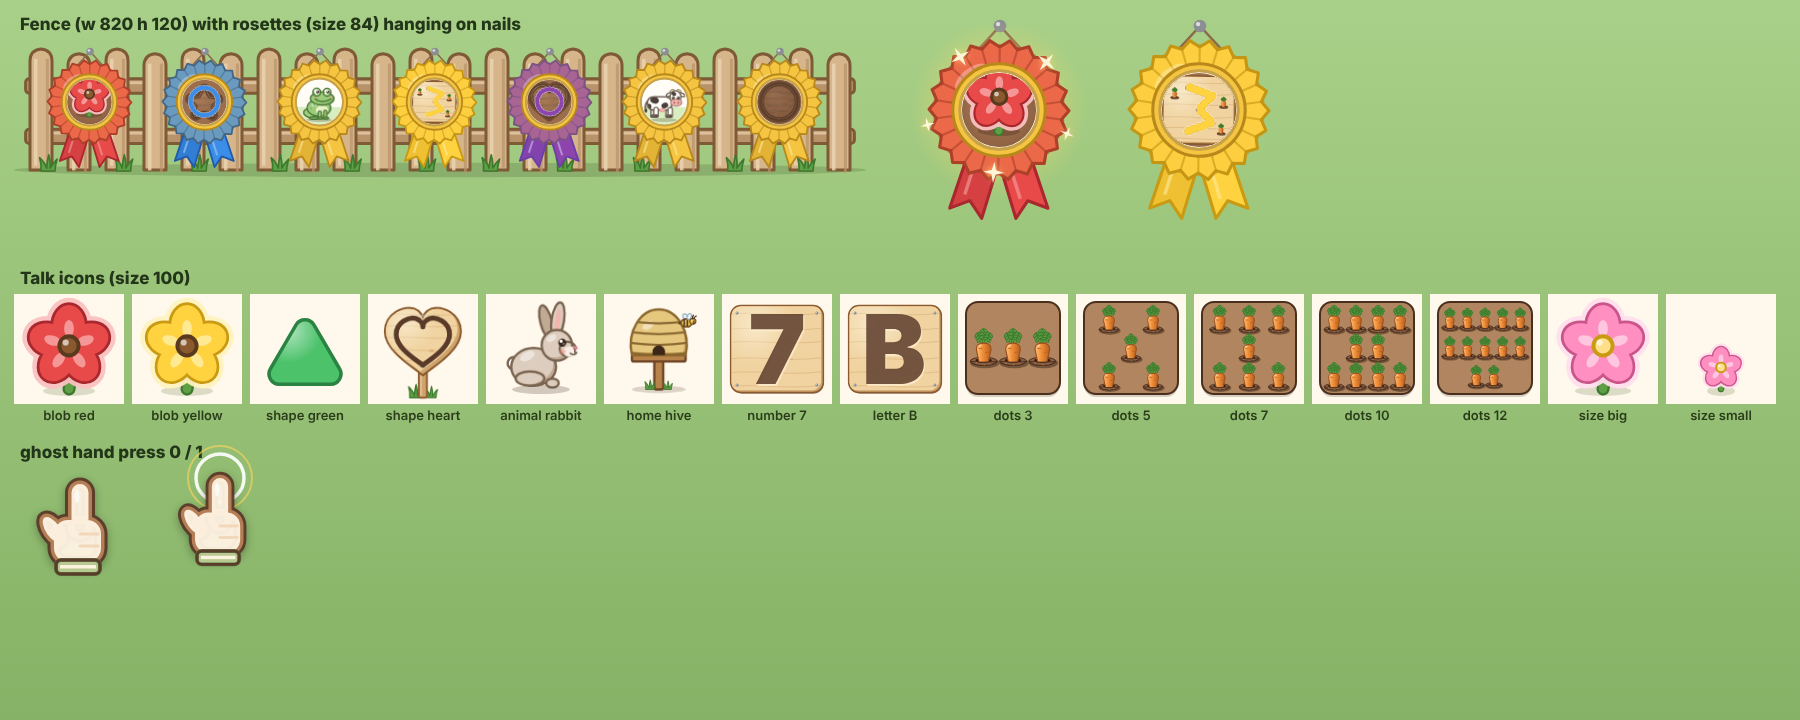 Fence (w 820 h 120) with rosettes (size 84) hanging on nails
Talk icons (size 100)
7
B
blob red
blob yellow
shape green
shape heart
animal rabbit
home hive
number 7
letter B
dots 3
dots 5
dots 7
dots 10
dots 12
size big
size small
ghost hand press 0 / 1